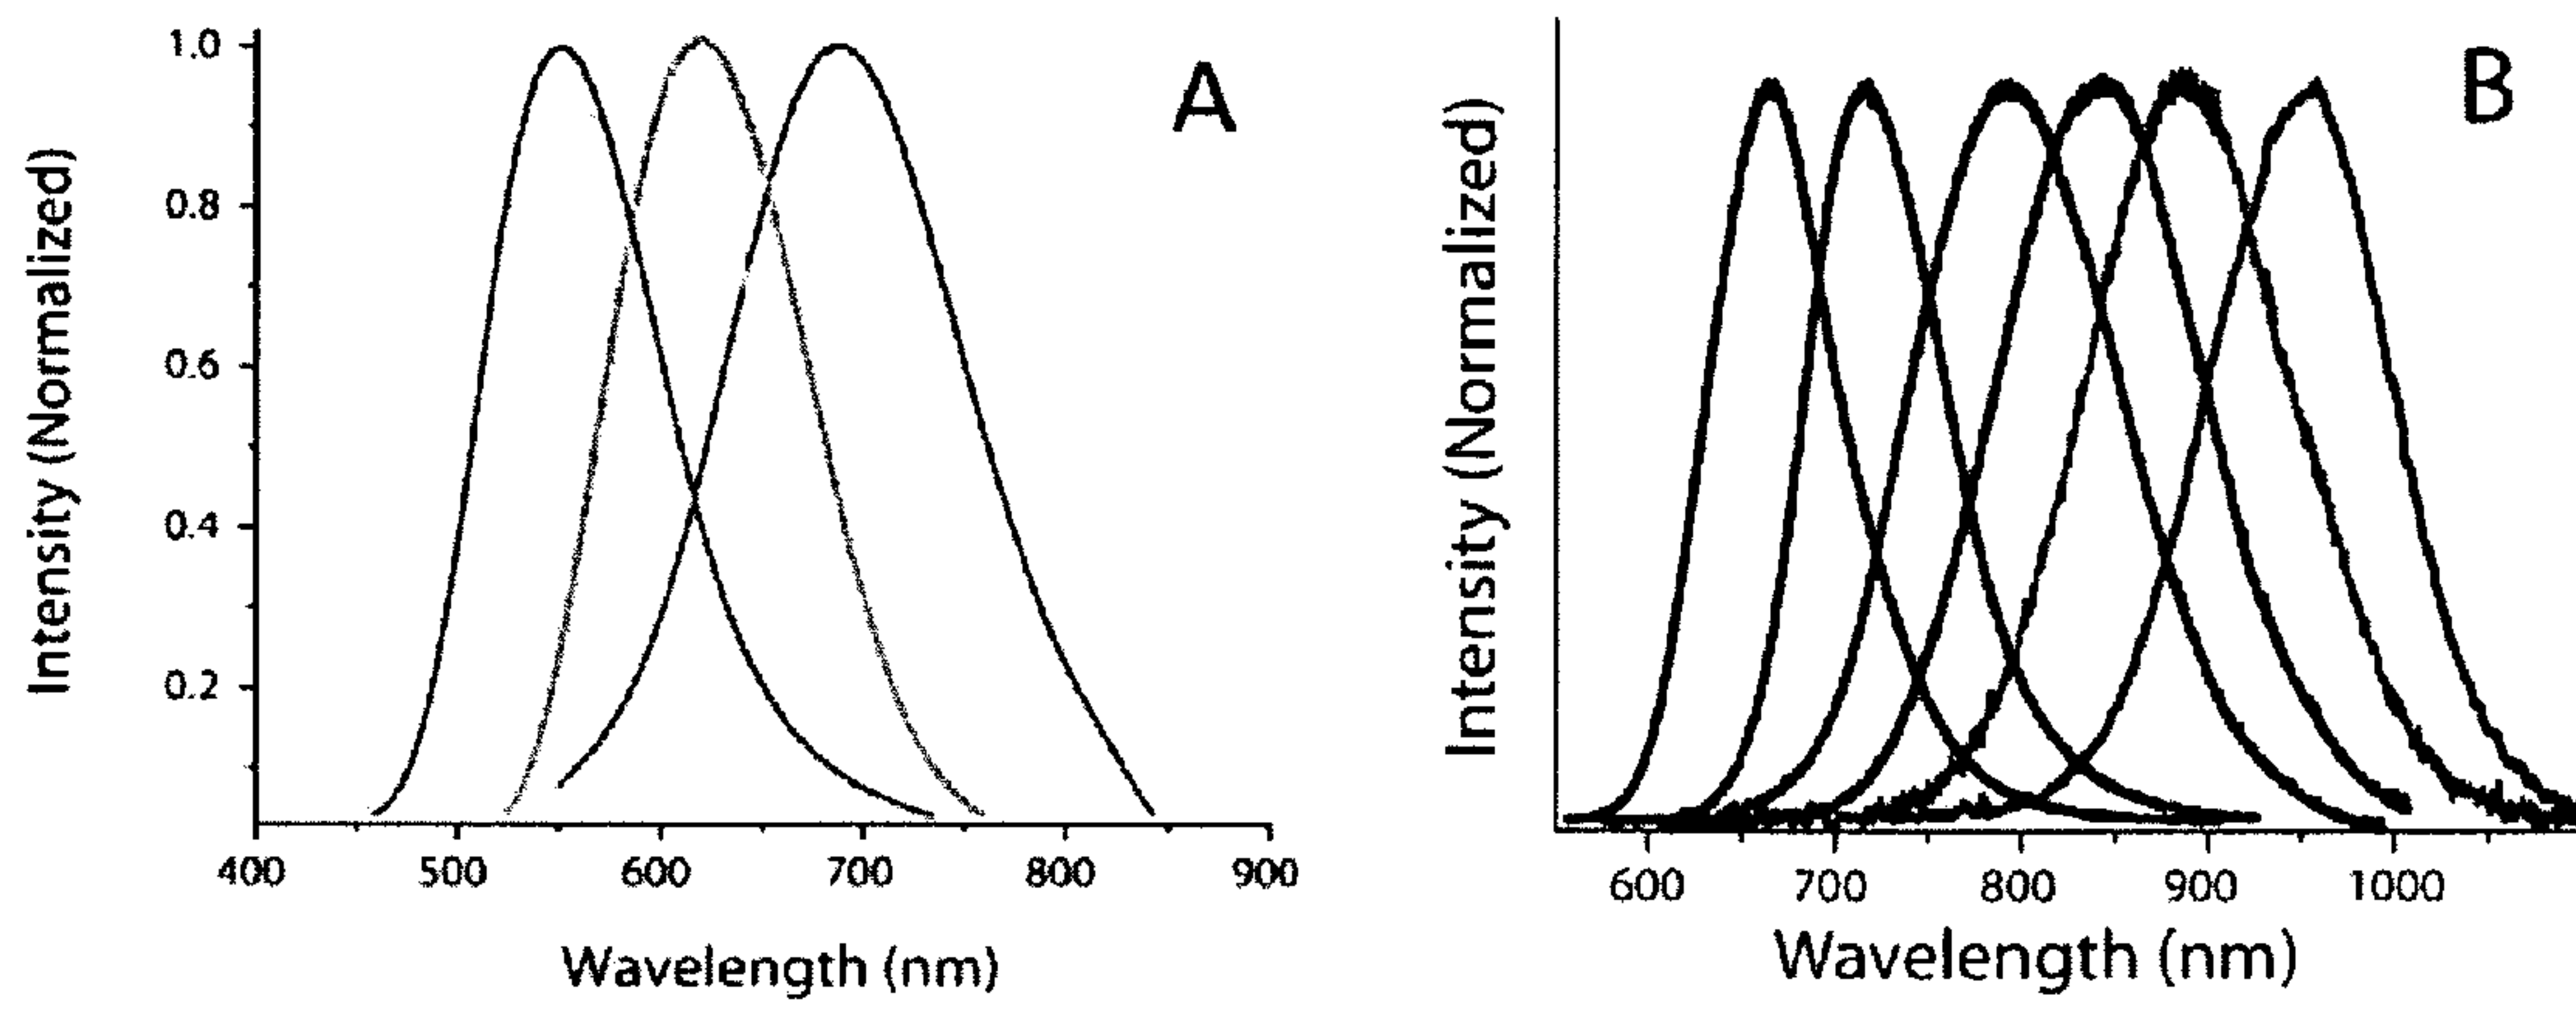 A
Intensity (Normalized)
1.0
0.8
0.6
0.4
0.2
400 500 600 700 800 900
Wavelength (nm)
B
Intensity (Normalized)
600 700 800 900 1000
Wavelength (nm)